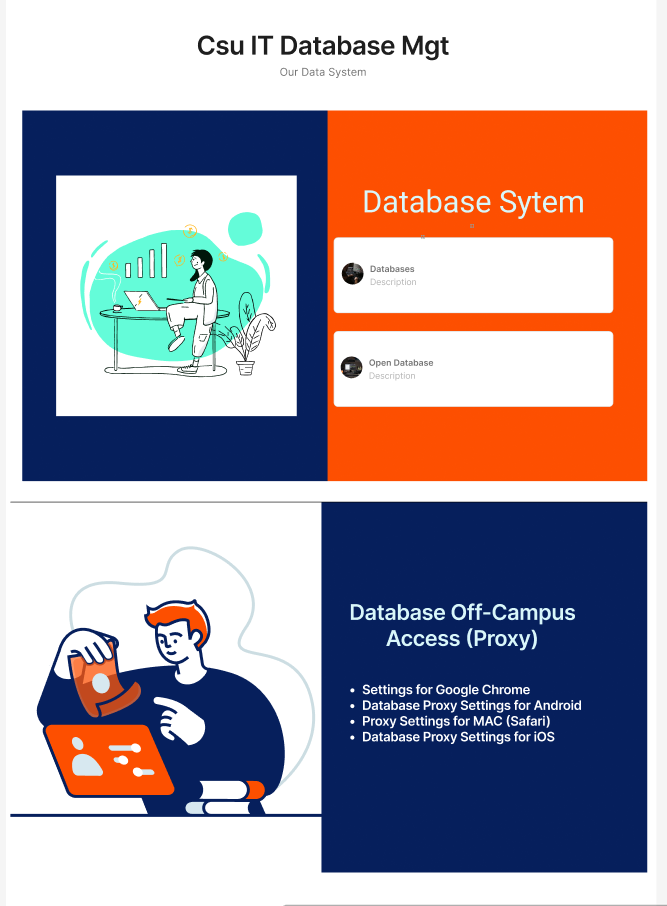 Csu IT Database Mgt
Our Data System
Database Sytem
Databases
Description
Open Database
Description
Database Off-Campus
Access (Proxy)
• Settings for Google Chrome
• Database Proxy Settings for Android
• Proxy Settings for MAC (Safari)
• Database Proxy Settings for iOS